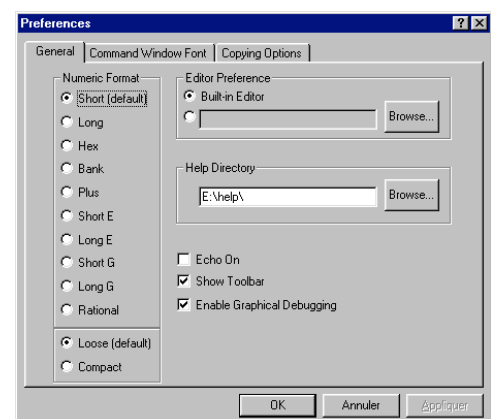 Preferences
General Command Window Font Copying Options
Numeric Format
Short (default)
Long
Hex
Bank
Plus
Short E
Long E
Short G
Long G
Rational
Loose (default)
Compact
Editor Preference
Built-in Editor
Browse...
Help Directory
E:\help\
Browse...
Echo On
Show Toolbar
Enable Graphical Debugging
OK Annuler Appliquer